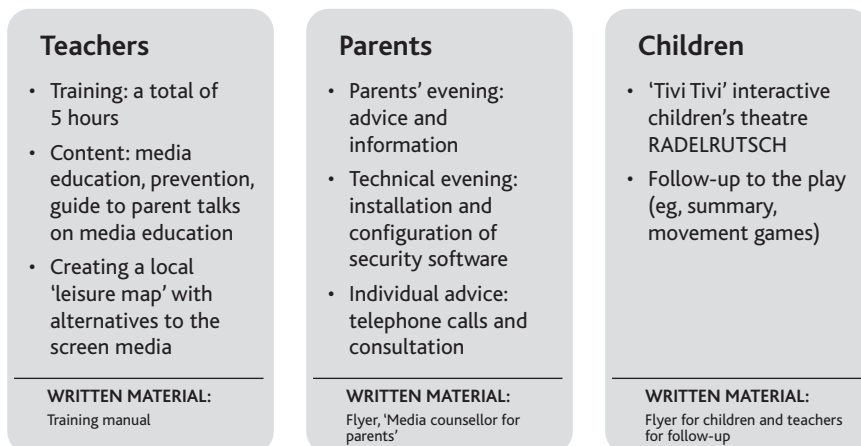 Teachers
• Training: a total of
5 hours
• Content: media
education, prevention,
guide to parent talks
on media education
• Creating a local
‘leisure map’ with
alternatives to the
screen media
WRITTEN MATERIAL:
Training manual
Parents
• Parents’ evening:
advice and
information
• Technical evening:
installation and
configuration of
security software
• Individual advice:
telephone calls and
consultation
WRITTEN MATERIAL:
Flyer, ‘Media counsellor for
parents’
Children
• ‘Tivi Tivi’ interactive
children’s theatre
RADELRUTSCH
• Follow-up to the play
(eg, summary,
movement games)
WRITTEN MATERIAL:
Flyer for children and teachers
for follow-up